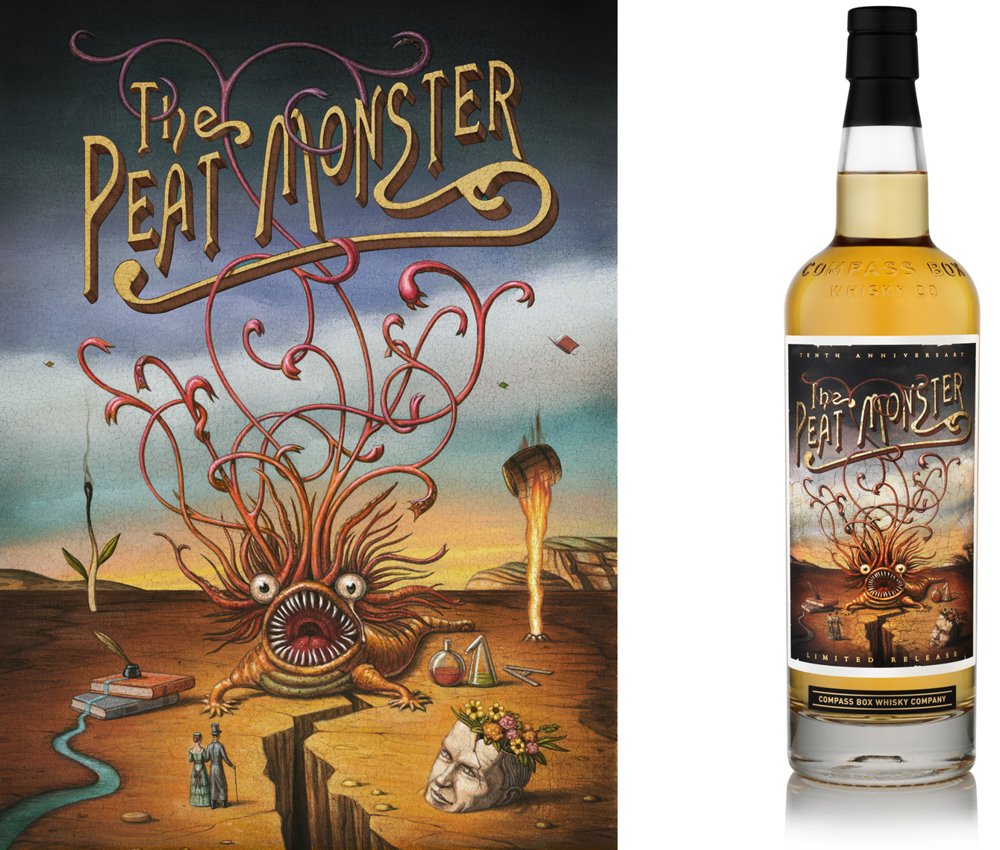 The
PEAT MONSTER
COMPASS BOX
WHISKY CO
TENTH ANNIVERSARY
The
PEAT MONSTER
LIMITED RELEASE
COMPASS BOX WHISKY COMPANY